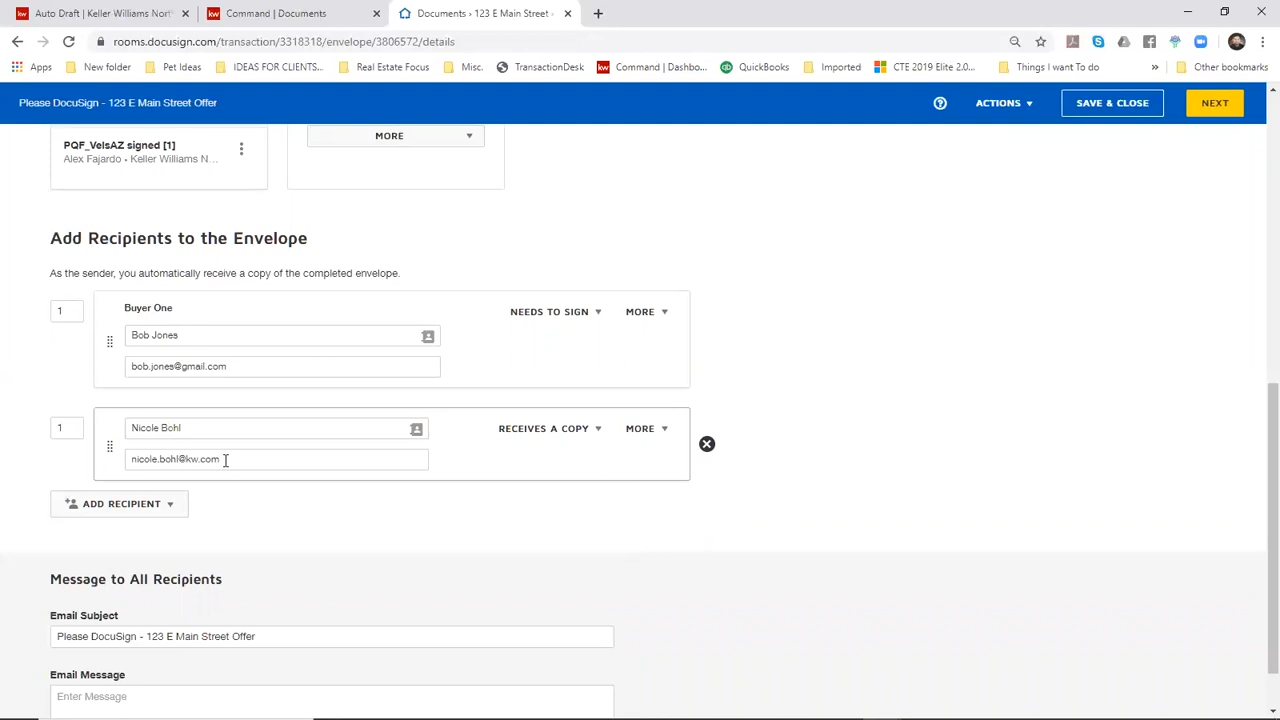 Auto Draft | Keller Williams Nort
Command | Documents
Documents › 123 E Main Street
rooms.docusign.com/transaction/3318318/envelope/3806572/details
Apps
New folder
Pet Ideas
IDEAS FOR CLIENTS...
Real Estate Focus
Misc.
TransactionDesk
Command | Dashbo...
QuickBooks
Imported
CTE 2019 Elite 2.0...
Things I want To Do
»
Other bookmarks
Please DocuSign - 123 E Main Street Offer
ACTIONS
SAVE & CLOSE
NEXT
PQF_VelsAZ signed [1]
Alex Fajardo • Keller Williams N...
MORE
Add Recipients to the Envelope
As the sender, you automatically receive a copy of the completed envelope.
1
Buyer One
NEEDS TO SIGN
MORE
Bob Jones
bob.jones@gmail.com
1
Nicole Bohl
RECEIVES A COPY
MORE
nicole.bohl@kw.com
ADD RECIPIENT
Message to All Recipients
Email Subject
Please DocuSign - 123 E Main Street Offer
Email Message
Enter Message